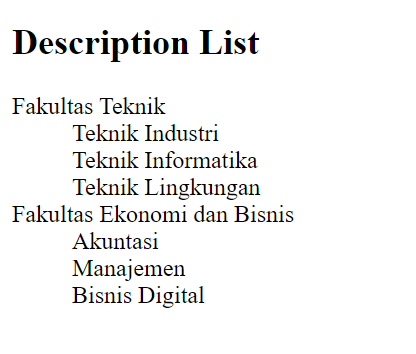 Description List
Fakultas Teknik
Teknik Industri
Teknik Informatika
Teknik Lingkungan
Fakultas Ekonomi dan Bisnis
Akuntasi
Manajemen
Bisnis Digital